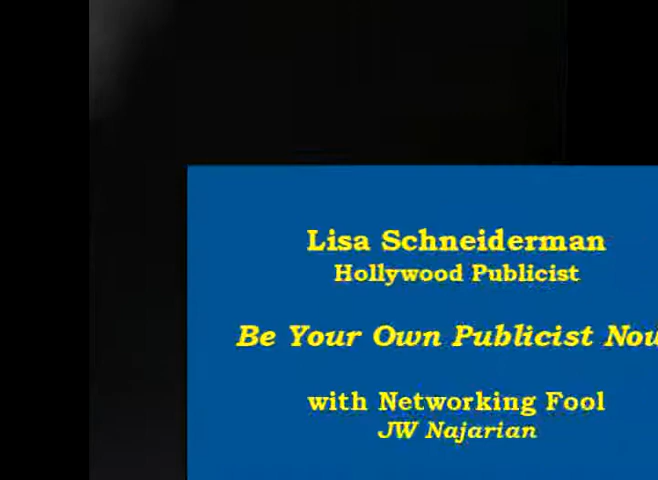 Lisa Schneiderman
Hollywood Publicist
Be Your Own Publicist Now
with Networking Fool
JW Najarian